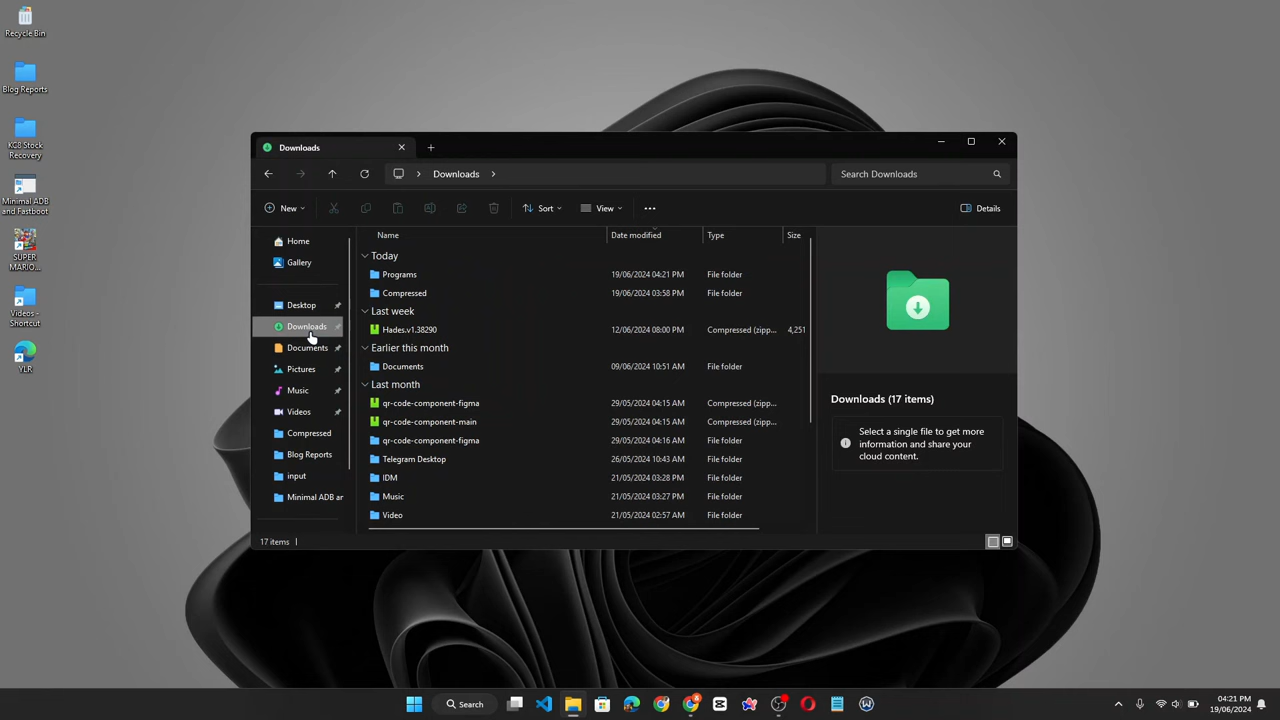 Recycle Bin
Blog Reports
KC8 Stock
Recovery
Minimal ADB
and Fastboot
SUPER
MARIO...
Videos -
Shortcut
YLR
Downloads
Downloads
Search Downloads
New
Sort
View
Details
Home
Gallery
Desktop
Downloads
Documents
Pictures
Music
Videos
Compressed
Blog Reports
input
Minimal ADB ar
Name Date modified Type Size
Today
Programs 19/06/2024 04:21 PM File folder
Compressed 19/06/2024 03:58 PM File folder
Last week
Hades.v1.38290 12/06/2024 08:00 PM Compressed (zipp... 4,251
Earlier this month
Documents 09/06/2024 10:51 AM File folder
Last month
qr-code-component-figma 29/05/2024 04:15 AM Compressed (zipp...
qr-code-component-main 29/05/2024 04:15 AM Compressed (zipp...
qr-code-component-figma 29/05/2024 04:16 AM File folder
Telegram Desktop 26/05/2024 10:43 AM File folder
IDM 21/05/2024 03:28 PM File folder
Music 21/05/2024 03:27 PM File folder
Video 21/05/2024 02:57 AM File folder
Downloads (17 items)
Select a single file to get more
information and share your
cloud content.
17 items
Search
04:21 PM
19/06/2024